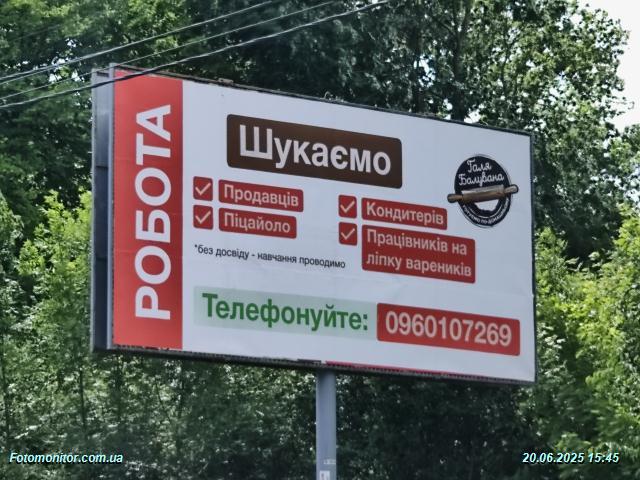 РОБОТА
Шукаємо
Продавців
Піцайоло
Кондитерів
Працівників на
ліпку вареників
*без досвіду - навчання проводимо
Телефонуйте:
0960107269
Галя
Балувана
Fotomonitor.com.ua
20.06.2025 15:45